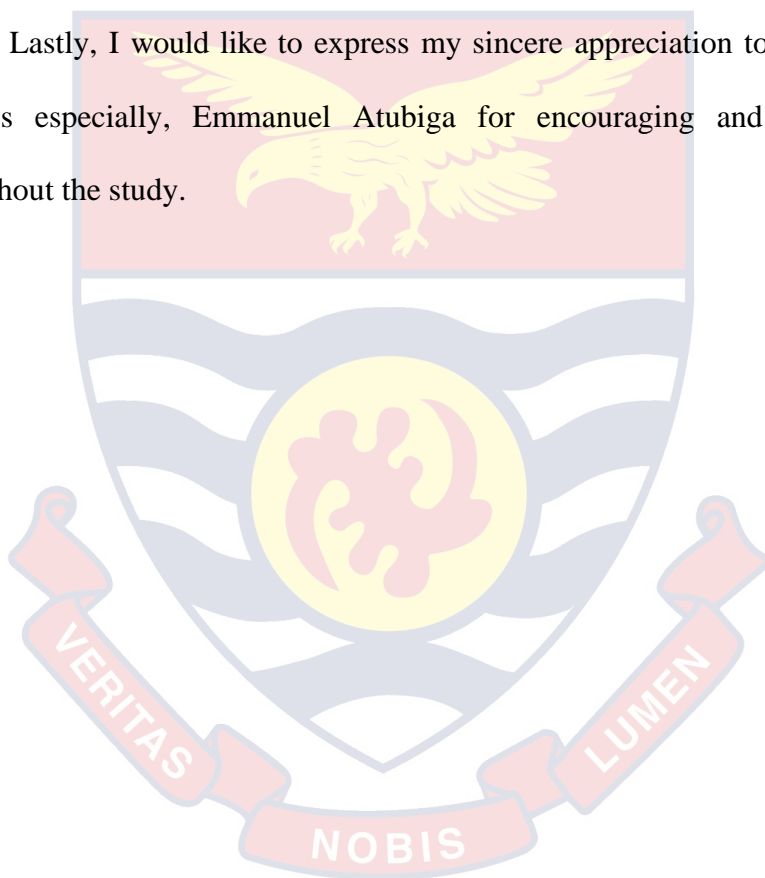 Lastly, I would like to express my sincere appreciation to
s especially, Emmanuel Atubiga for encouraging and
hout the study.
VERITAS
NOBIS
LUMEN